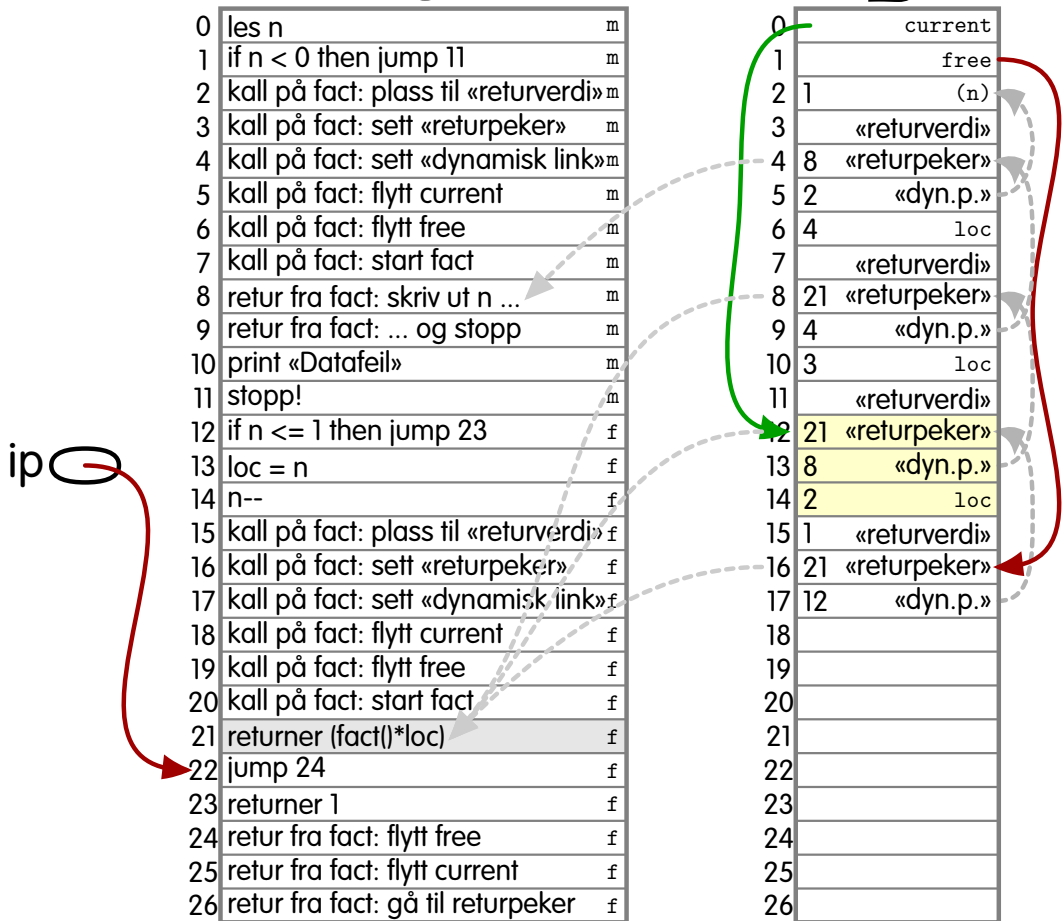 ip
0 les n m
1 if n < 0 then jump 11 m
2 kall på fact: plass til «returverdi» m
3 kall på fact: sett «returpeker» m
4 kall på fact: sett «dynamisk link» m
5 kall på fact: flytt current m
6 kall på fact: flytt free m
7 kall på fact: start fact m
8 retur fra fact: skriv ut n ... m
9 retur fra fact: ... og stopp m
10 print «Datafeil» m
11 stopp! m
12 if n <= 1 then jump 23 f
13 loc = n f
14 n-- f
15 kall på fact: plass til «returverdi» f
16 kall på fact: sett «returpeker» f
17 kall på fact: sett «dynamisk link» f
18 kall på fact: flytt current f
19 kall på fact: flytt free f
20 kall på fact: start fact f
21 returner (fact()*loc) f
22 jump 24 f
23 returner 1 f
24 retur fra fact: flytt free f
25 retur fra fact: flytt current f
26 retur fra fact: gå til returpeker f
0 current
1 free
2 1 (n)
3 «returverdi»
4 8 «returpeker»
5 2 «dyn.p.»
6 4 loc
7 «returverdi»
8 21 «returpeker»
9 4 «dyn.p.»
10 3 loc
11 «returverdi»
12 21 «returpeker»
13 8 «dyn.p.»
14 2 loc
15 1 «returverdi»
16 21 «returpeker»
17 12 «dyn.p.»
18
19
20
21
22
23
24
25
26